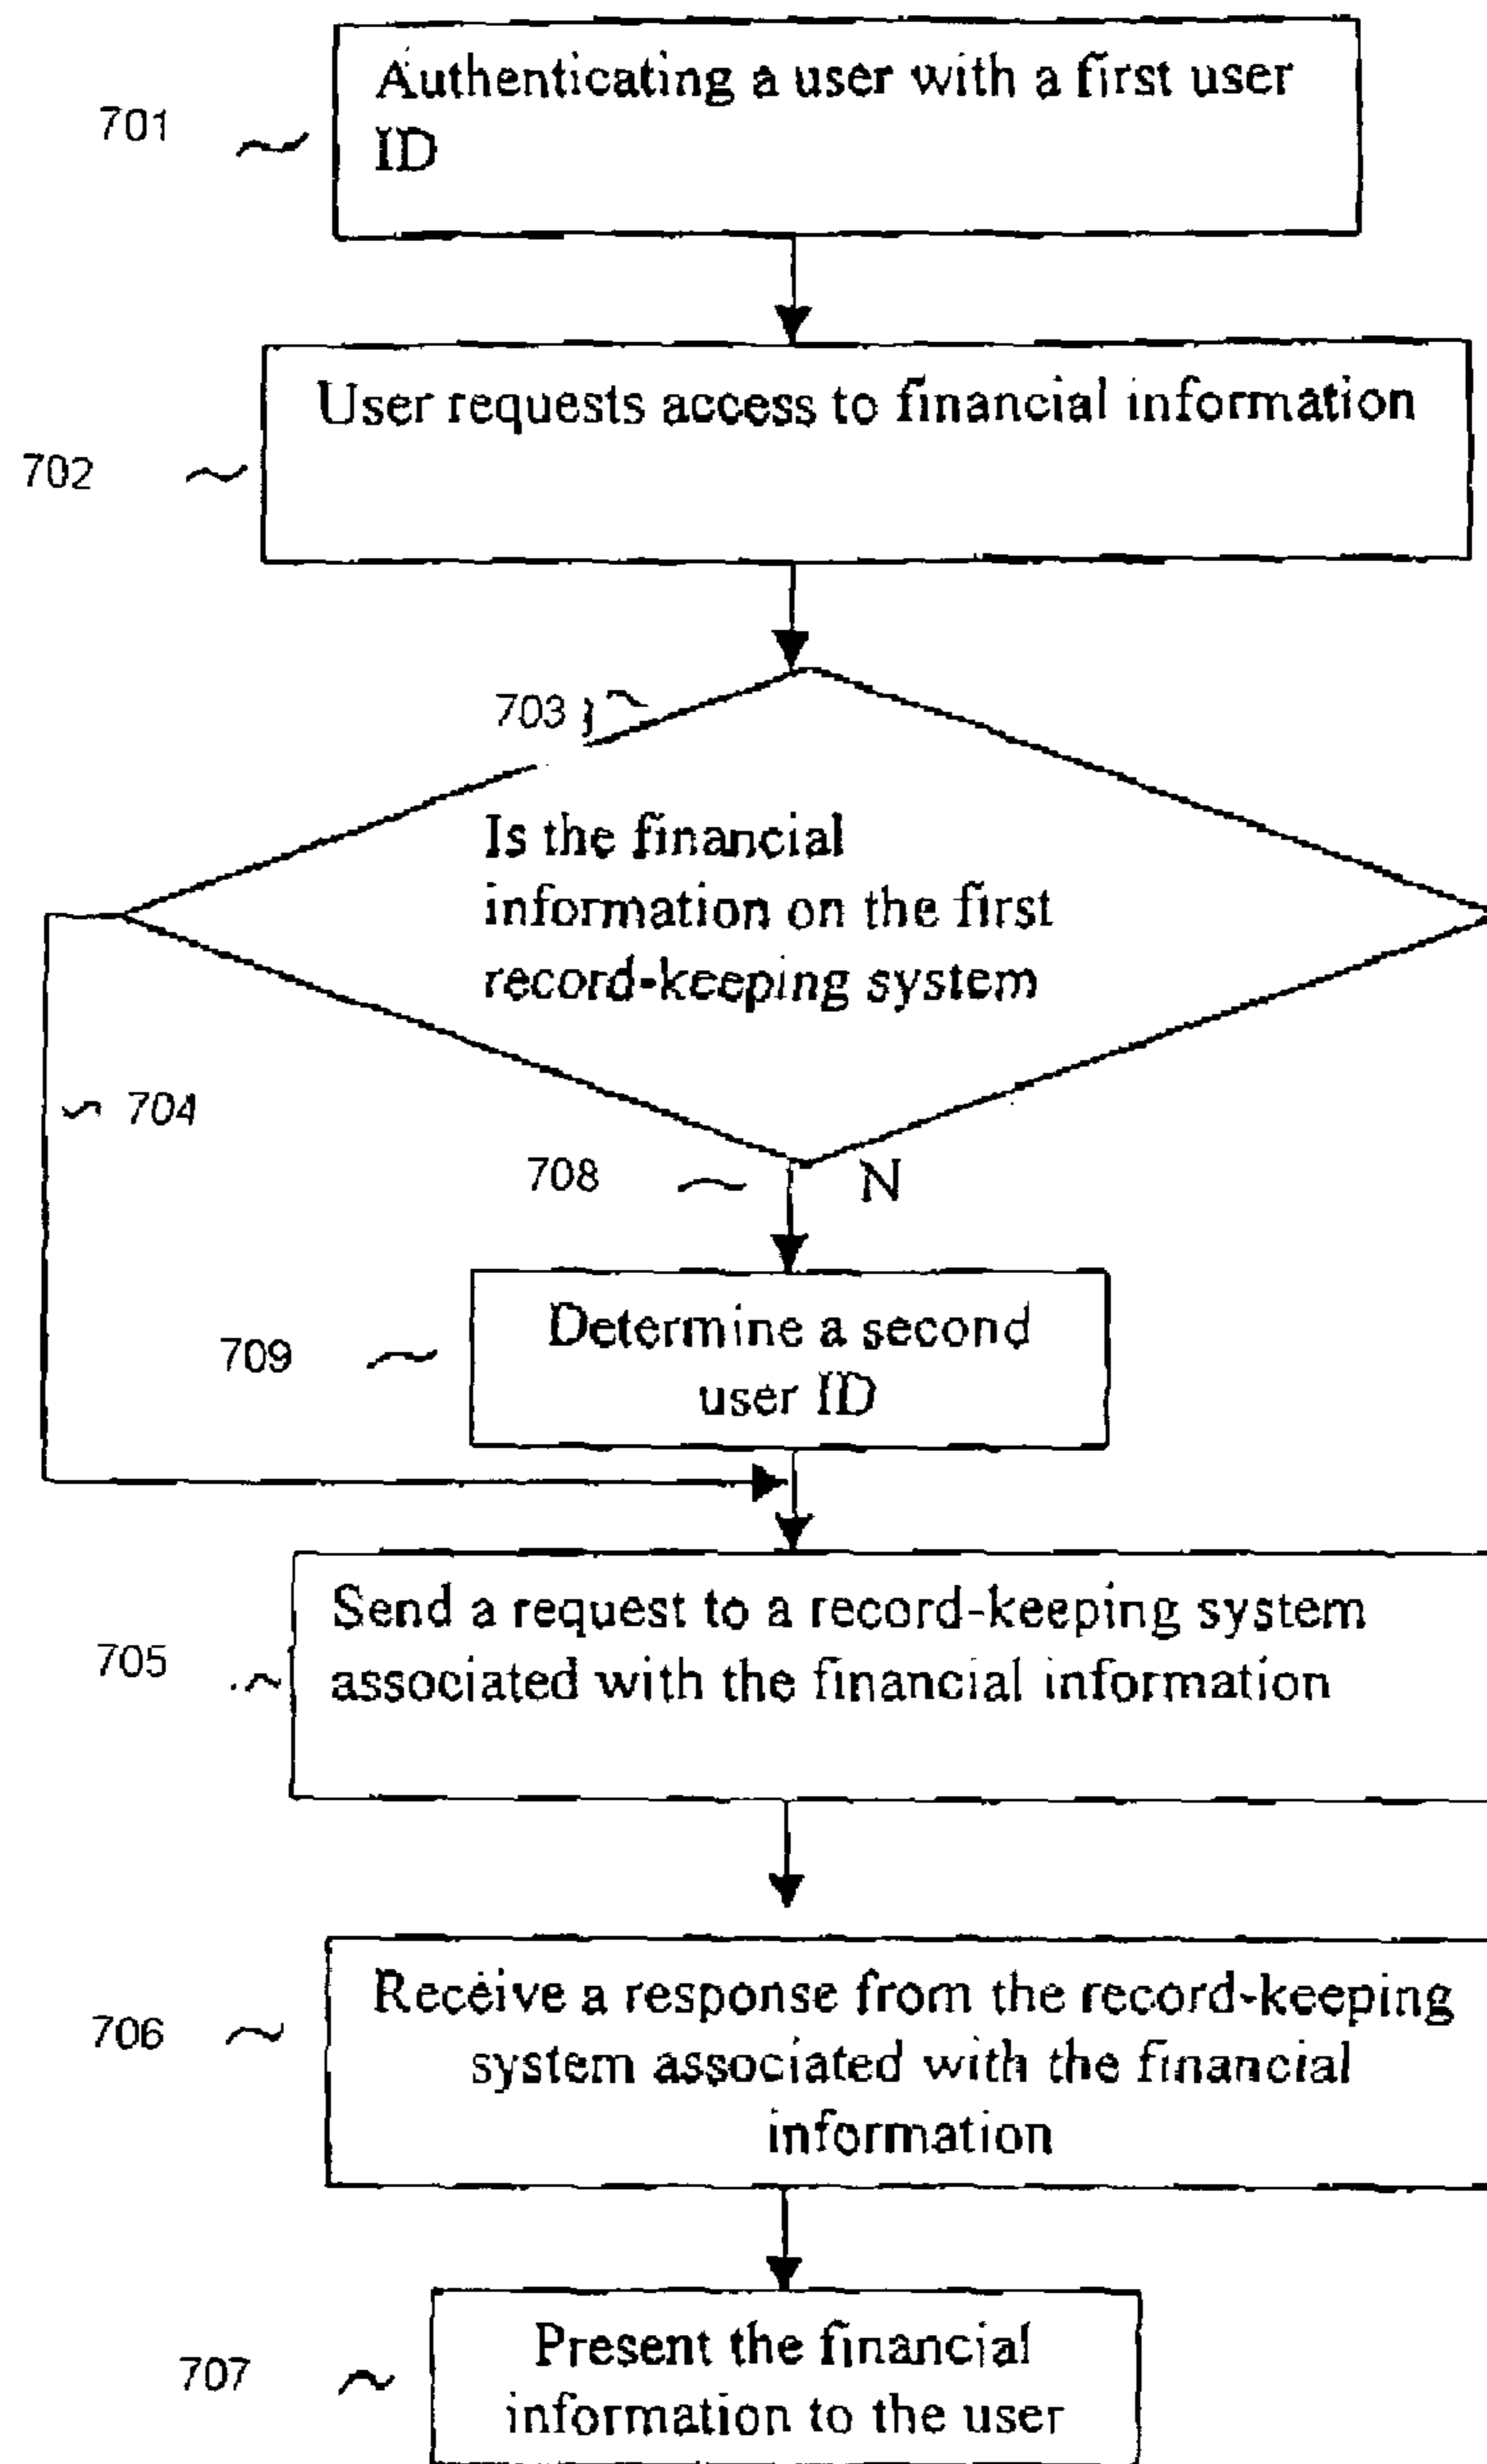 Authenticating a user with a first user
ID
701
User requests access to financial information
702
703
Is the financial
information on the first
record-keeping system
704
708
N
Determine a second
user ID
709
Send a request to a record-keeping system
associated with the financial information
705
Receive a response from the record-keeping
system associated with the financial
information
706
Present the financial
information to the user
707